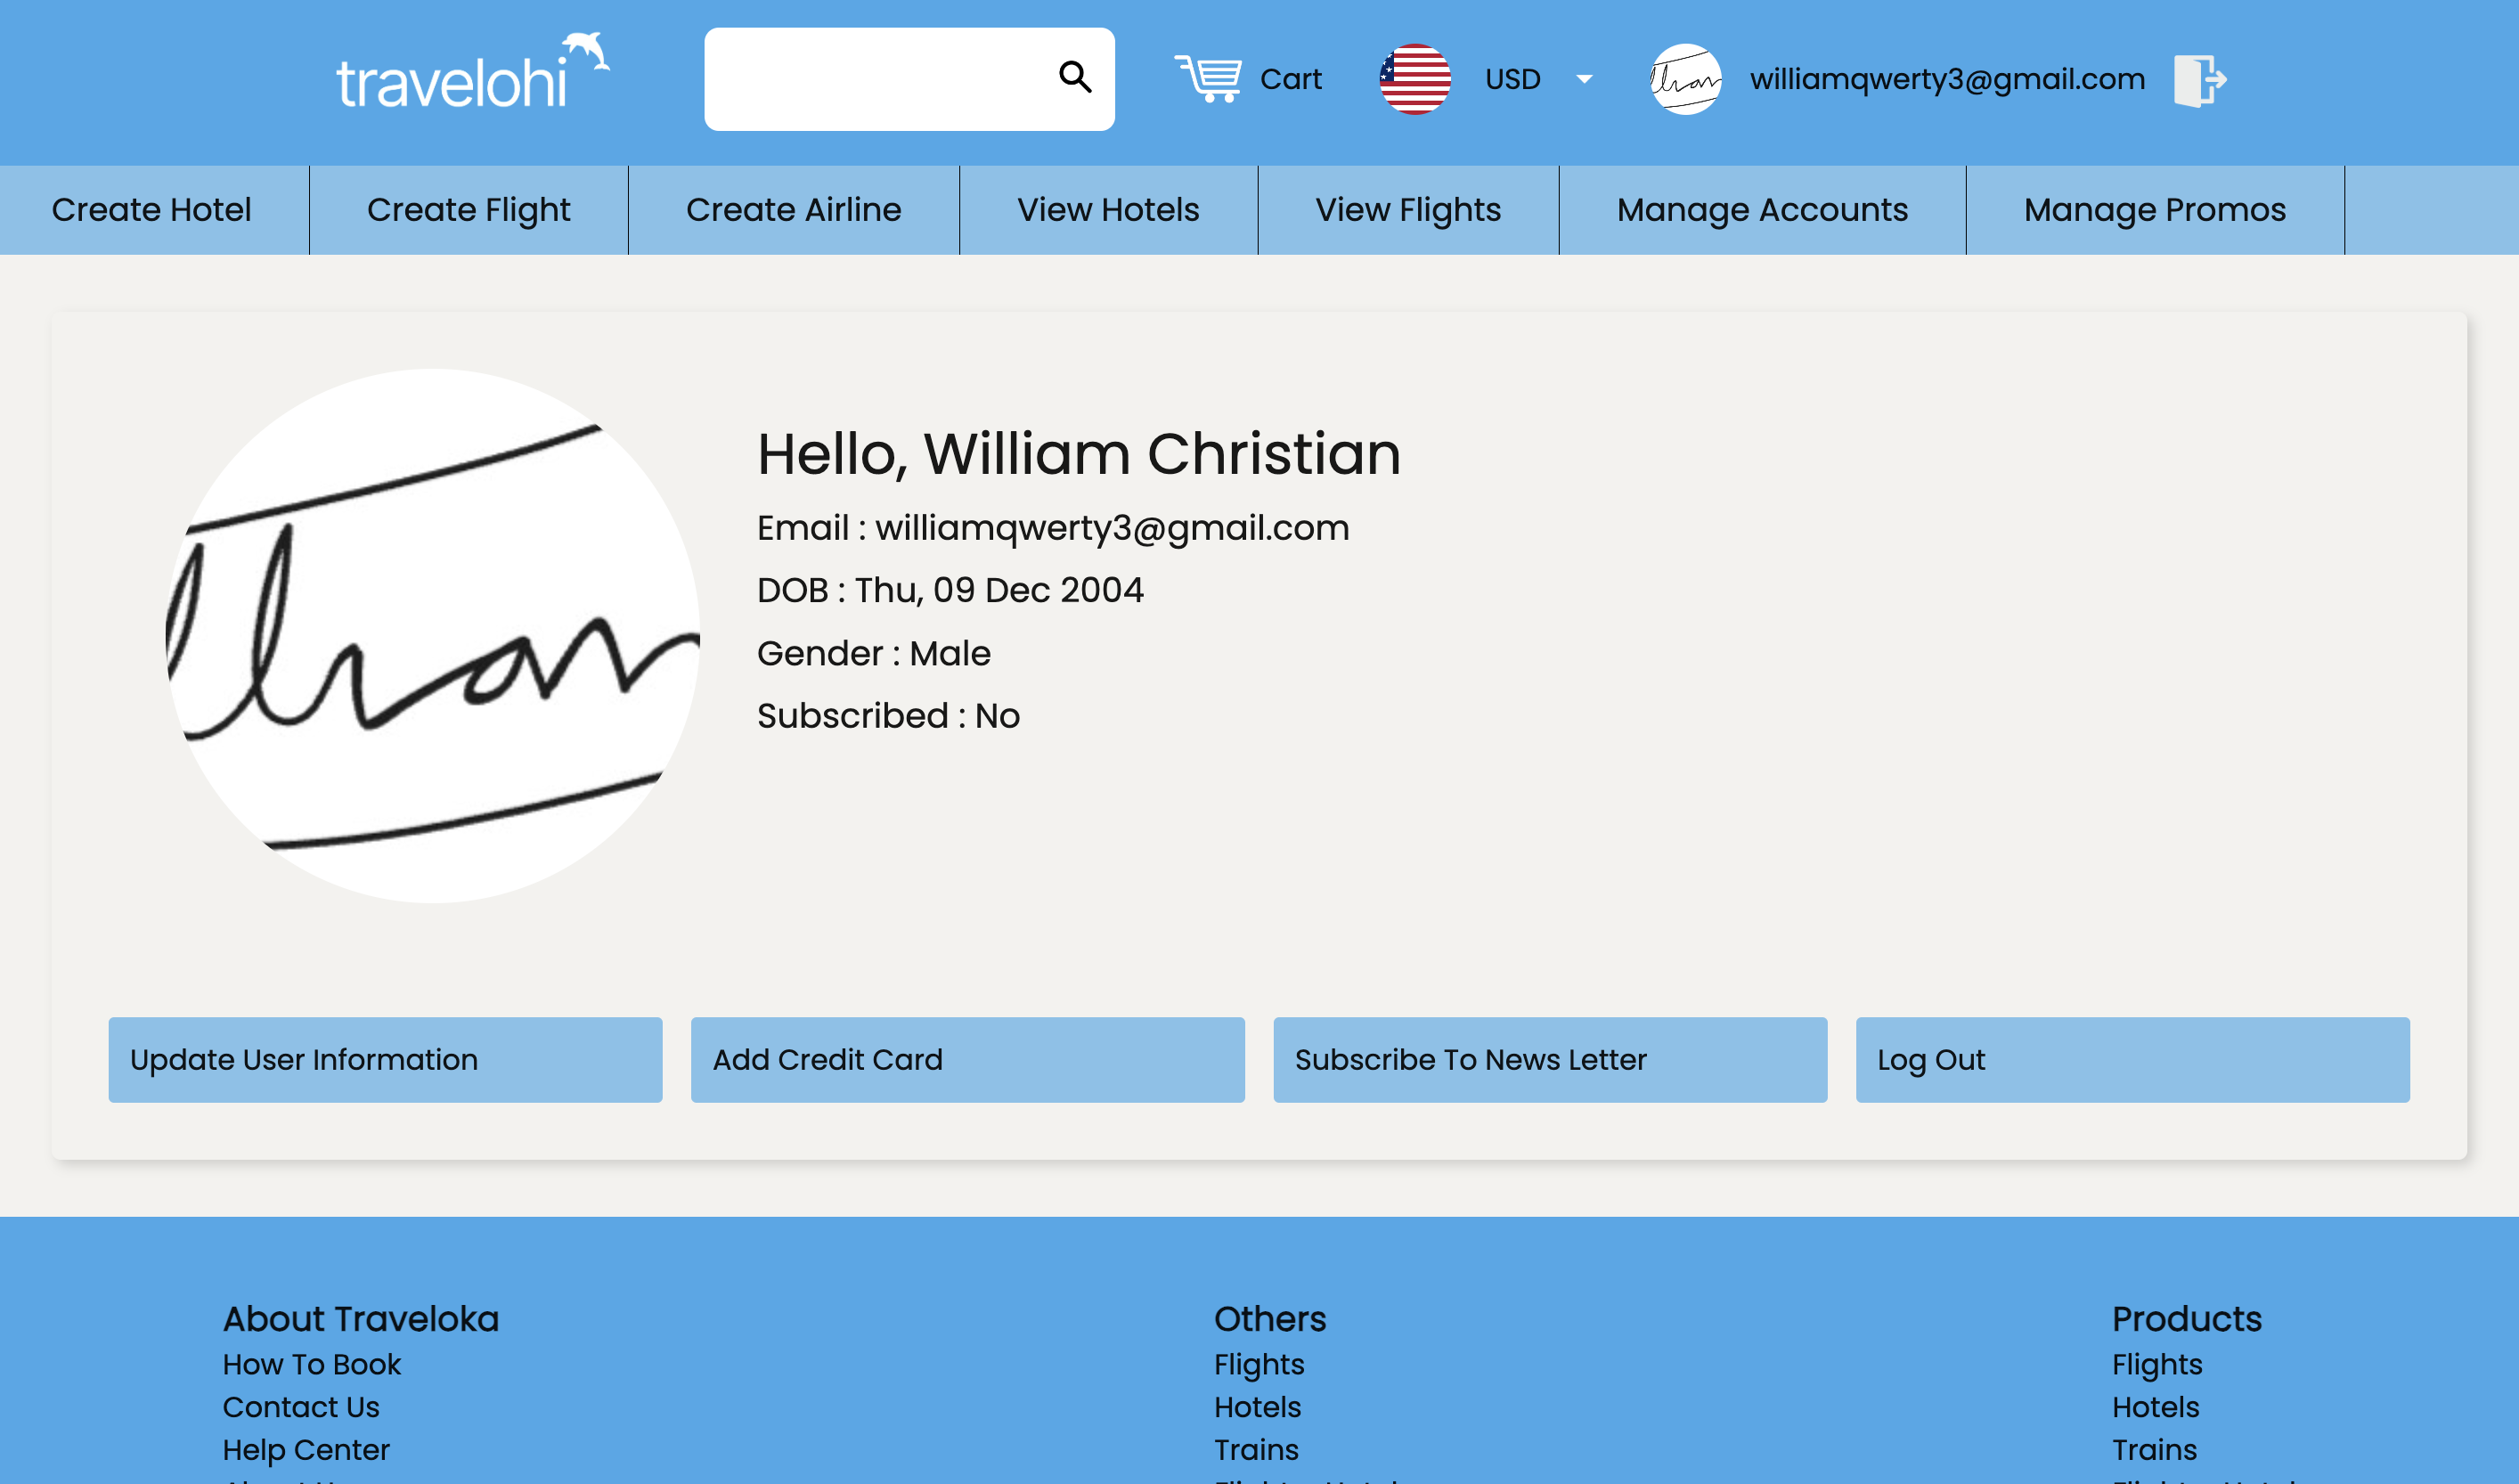 travelohi
Cart
USD
williamqwerty3@gmail.com
Create Hotel
Create Flight
Create Airline
View Hotels
View Flights
Manage Accounts
Manage Promos
Hello, William Christian
Email : williamqwerty3@gmail.com
DOB : Thu, 09 Dec 2004
Gender : Male
Subscribed : No
Update User Information
Add Credit Card
Subscribe To News Letter
Log Out
About Traveloka
How To Book
Contact Us
Help Center
Others
Flights
Hotels
Trains
Products
Flights
Hotels
Trains